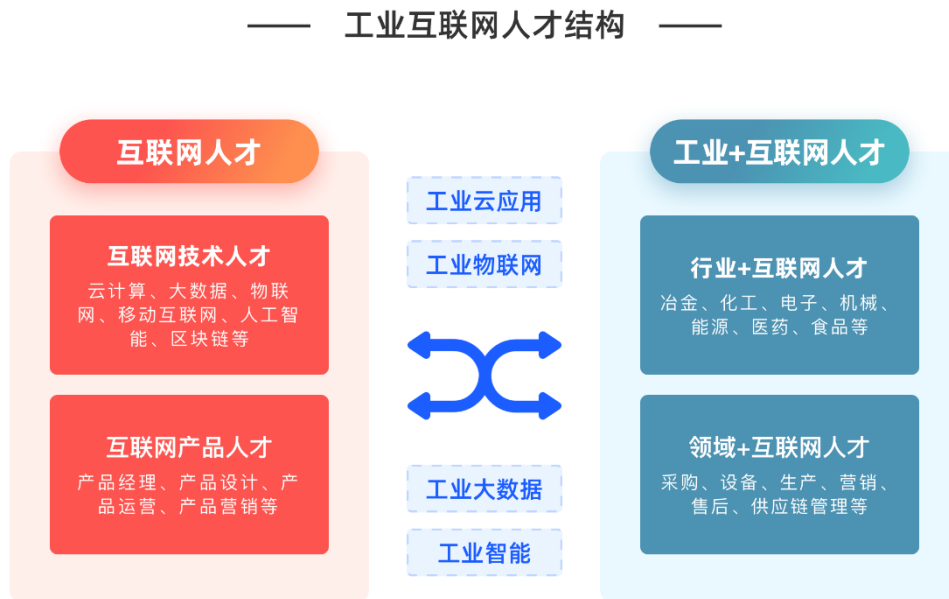 工业互联网人才结构
互联网人才
互联网技术人才
云计算、大数据、物联
网、移动互联网、人工智
能、区块链等
互联网产品人才
产品经理、产品设计、产
品运营、产品营销等
工业云应用
工业物联网
工业大数据
工业智能
工业+互联网人才
行业+互联网人才
冶金、化工、电子、机械、
能源、医药、食品等
领域+互联网人才
采购、设备、生产、营销、
售后、供应链管理等